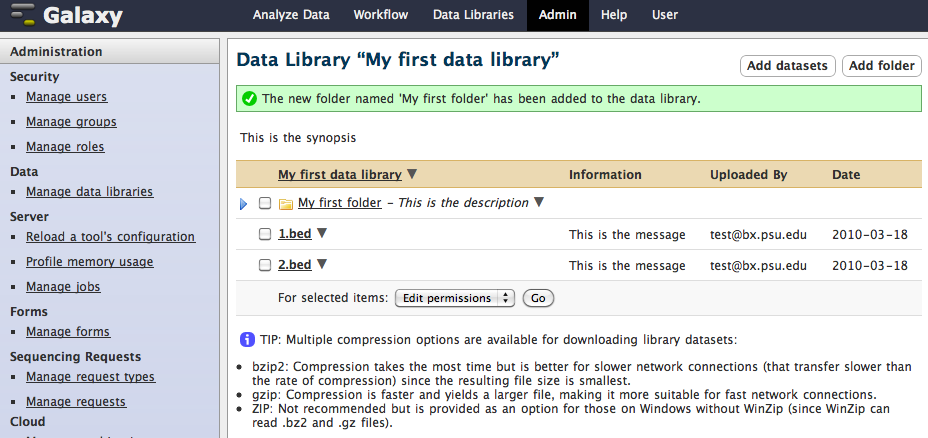 Galaxy
Analyze Data Workflow Data Libraries Admin Help User
Administration
Security
Manage users
Manage groups
Manage roles
Data
Manage data libraries
Server
Reload a tool's configuration
Profile memory usage
Manage jobs
Forms
Manage forms
Sequencing Requests
Manage request types
Manage requests
Cloud
Data Library “My first data library”
Add datasets
Add folder
The new folder named 'My first folder' has been added to the data library.
This is the synopsis
My first data library Information Uploaded By Date
My first folder – This is the description
1.bed This is the message test@bx.psu.edu 2010-03-18
2.bed This is the message test@bx.psu.edu 2010-03-18
For selected items: Edit permissions Go
TIP: Multiple compression options are available for downloading library datasets:
bzip2: Compression takes the most time but is better for slower network connections (that transfer slower than
the rate of compression) since the resulting file size is smallest.
gzip: Compression is faster and yields a larger file, making it more suitable for fast network connections.
ZIP: Not recommended but is provided as an option for those on Windows without WinZip (since WinZip can
read .bz2 and .gz files).